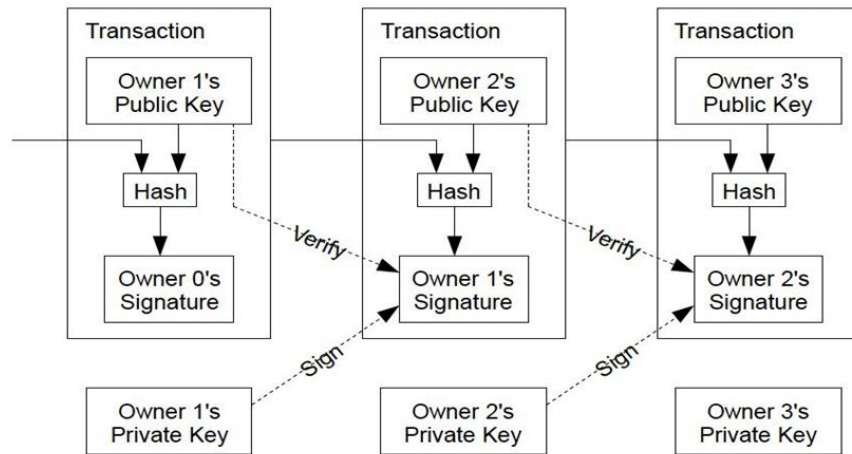 Transaction
Owner 1's
Public Key
Hash
Verify
Owner 0's
Signature
Transaction
Owner 2's
Public Key
Hash
Verify
Owner 1's
Signature
Transaction
Owner 3's
Public Key
Hash
Owner 2's
Signature
Sign
Sign
Owner 1's
Private Key
Owner 2's
Private Key
Owner 3's
Private Key